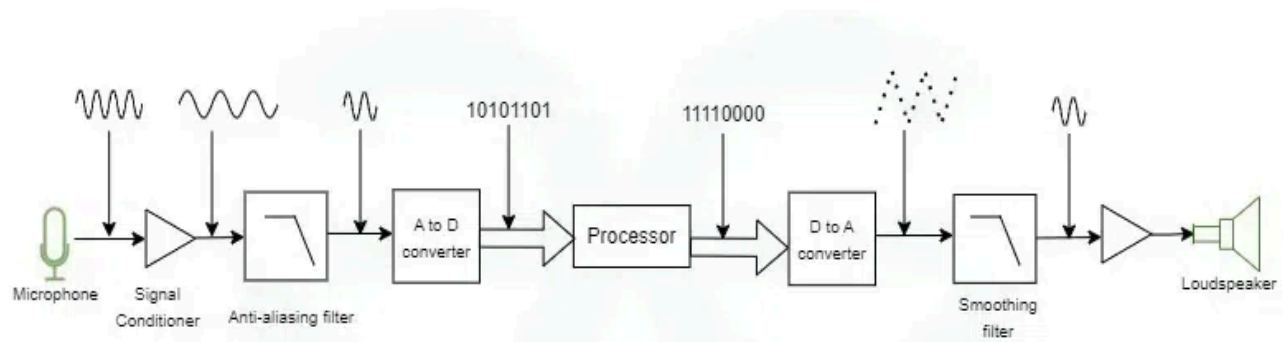 10101101
11110000
A to D
converter
Processor
D to A
converter
Microphone
Signal
Conditioner
Anti-aliasing filter
Smoothing
filter
Loudspeaker